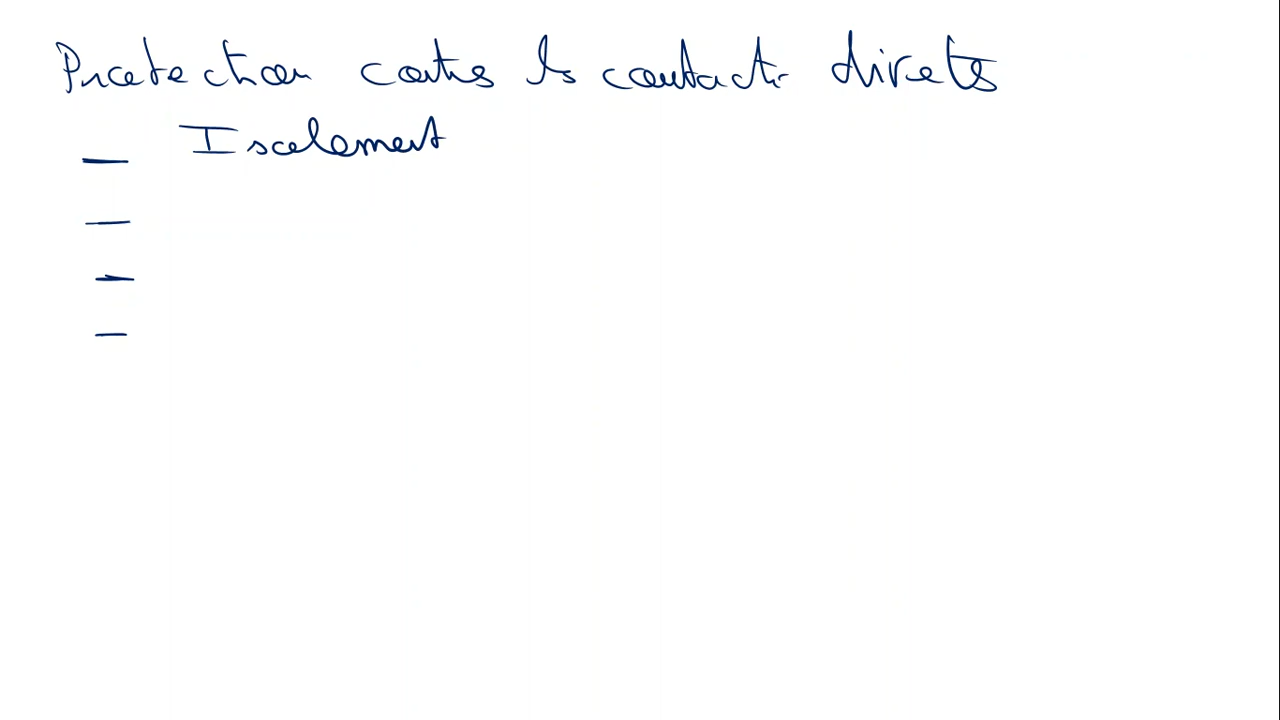 Protection contre les contacts directs
— Isolement
—
—
—